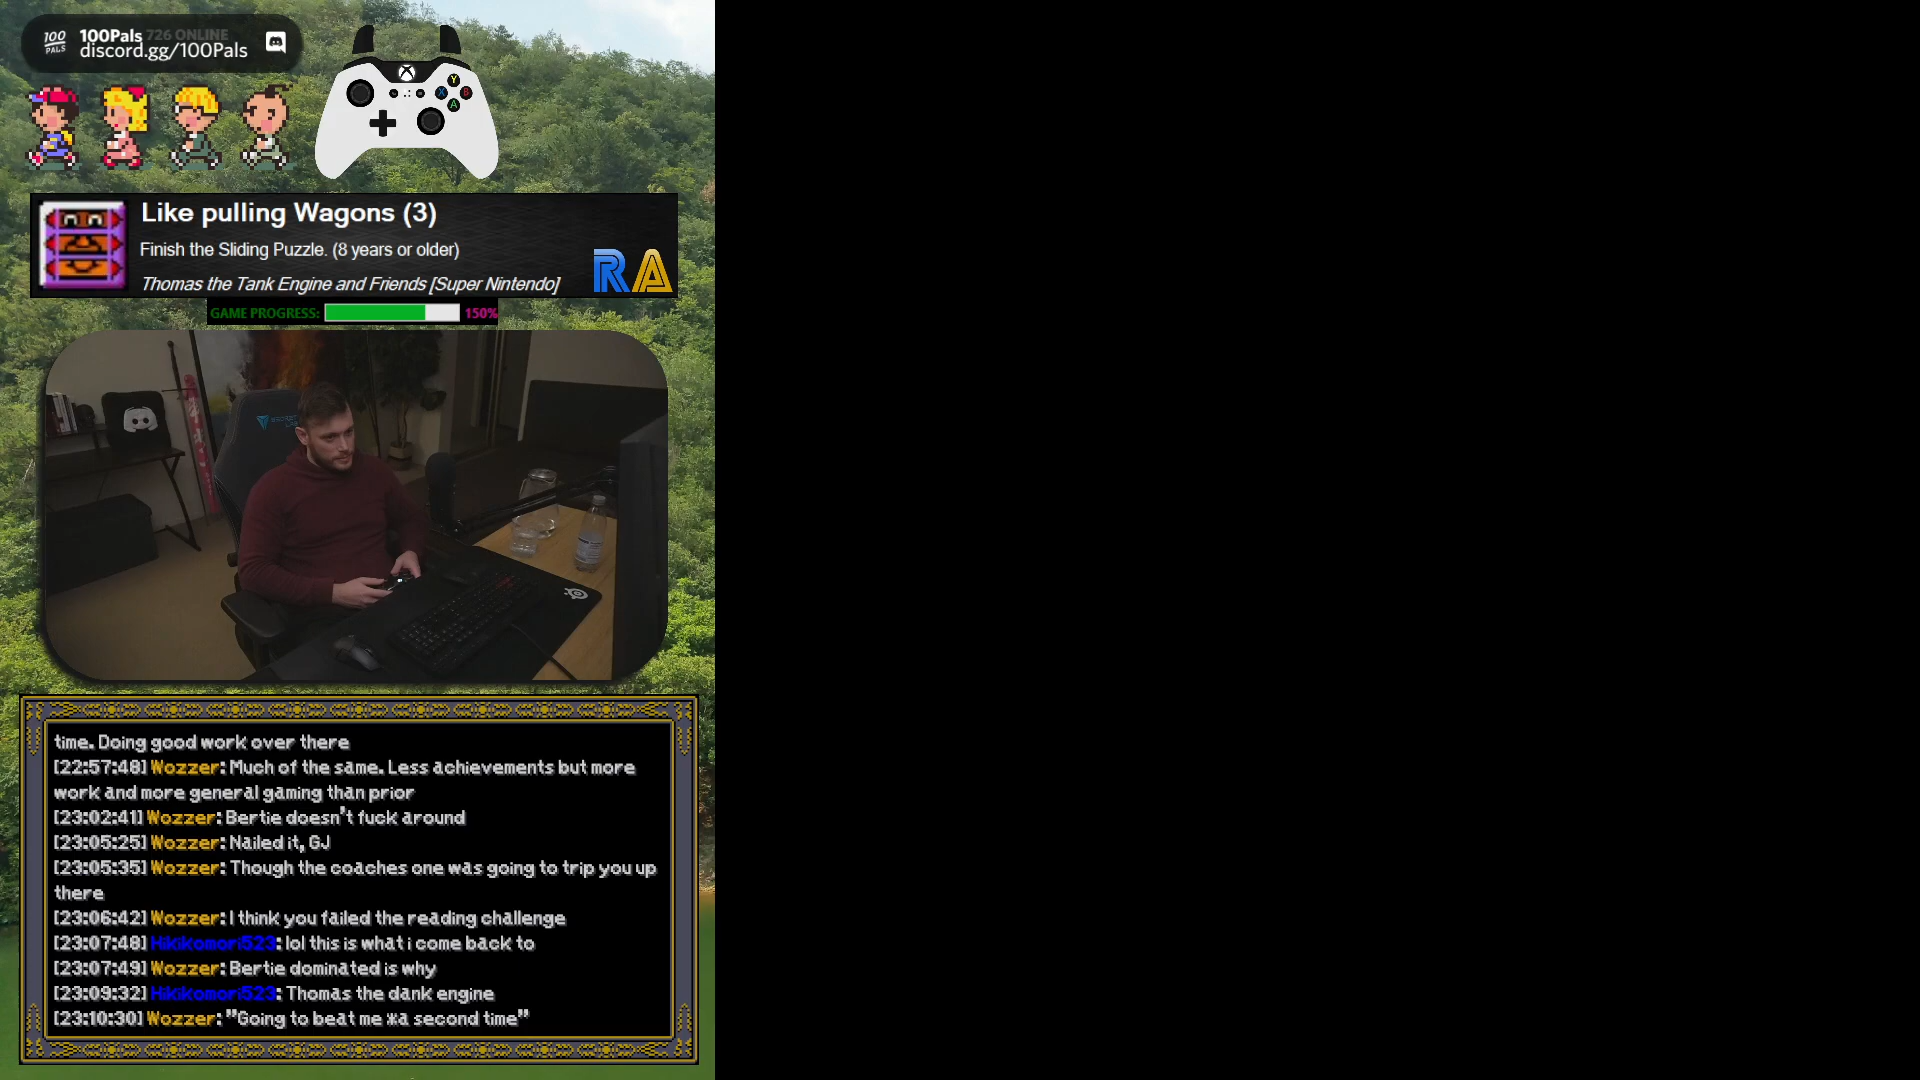 100
PALS
100Pals 726 ONLINE
discord.gg/100Pals
Y
X
B
A
Like pulling Wagons (3)
Finish the Sliding Puzzle. (8 years or older)
Thomas the Tank Engine and Friends [Super Nintendo]
RA
GAME PROGRESS: 150%
time. Doing good work over there
[22:57:48] Wozzer: Much of the same. Less achievements but more
work and more general gaming than prior
[23:02:41] Wozzer: Bertie doesn't fuck around
[23:05:25] Wozzer: Nailed it, GJ
[23:05:35] Wozzer: Though the coaches one was going to trip you up
there
[23:06:42] Wozzer: I think you failed the reading challenge
[23:07:48] Hikikomori523: lol this is what i come back to
[23:07:49] Wozzer: Bertie dominated is why
[23:09:32] Hikikomori523: Thomas the dank engine
[23:10:30] Wozzer: "Going to beat me *a second time"